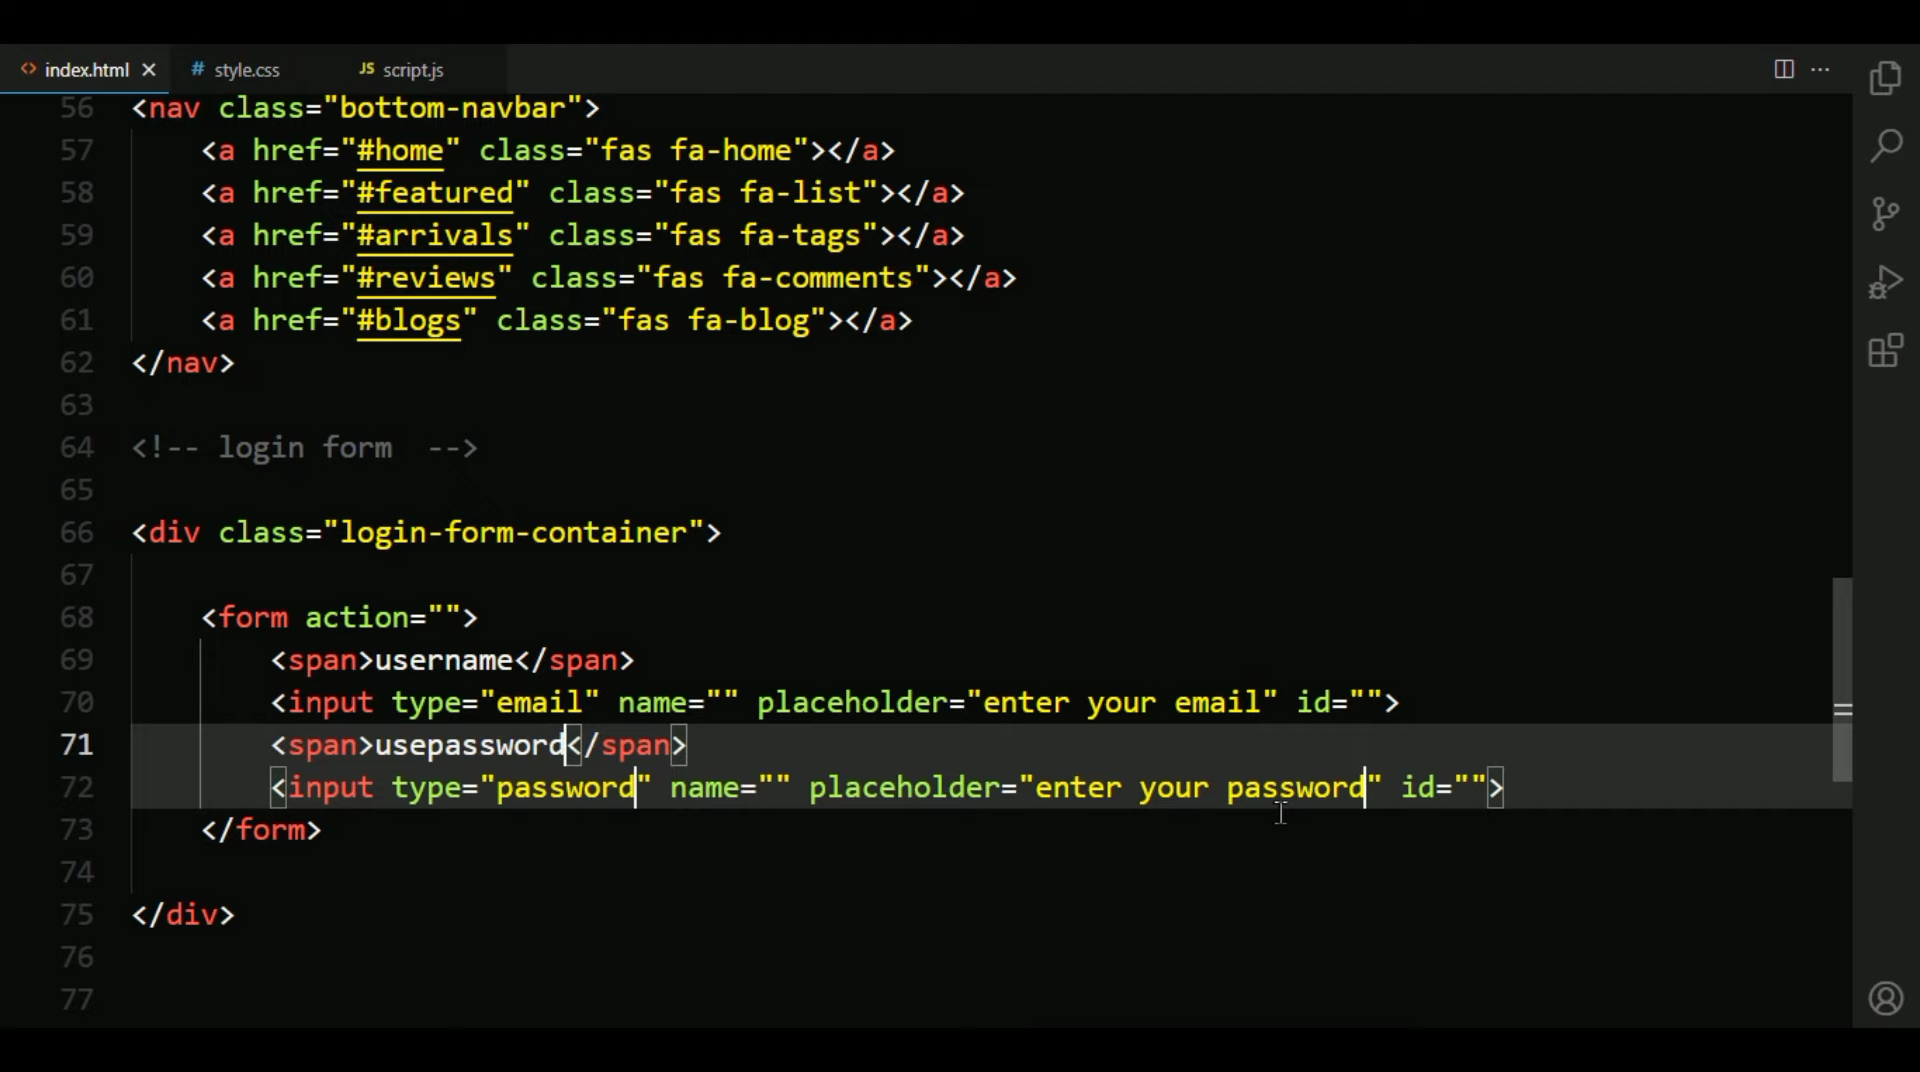 <> index.html × # style.css JS script.js ···
56 <nav class="bottom-navbar">
57     <a href="#home" class="fas fa-home"></a>
58     <a href="#featured" class="fas fa-list"></a>
59     <a href="#arrivals" class="fas fa-tags"></a>
60     <a href="#reviews" class="fas fa-comments"></a>
61     <a href="#blogs" class="fas fa-blog"></a>
62 </nav>
63
64 <!-- login form  -->
65
66 <div class="login-form-container">
67
68     <form action="">
69         <span>username</span>
70         <input type="email" name="" placeholder="enter your email" id="">
71         <span>usepassword</span>
72         <input type="password" name="" placeholder="enter your password" id="">
73     </form>
74
75 </div>
76
77